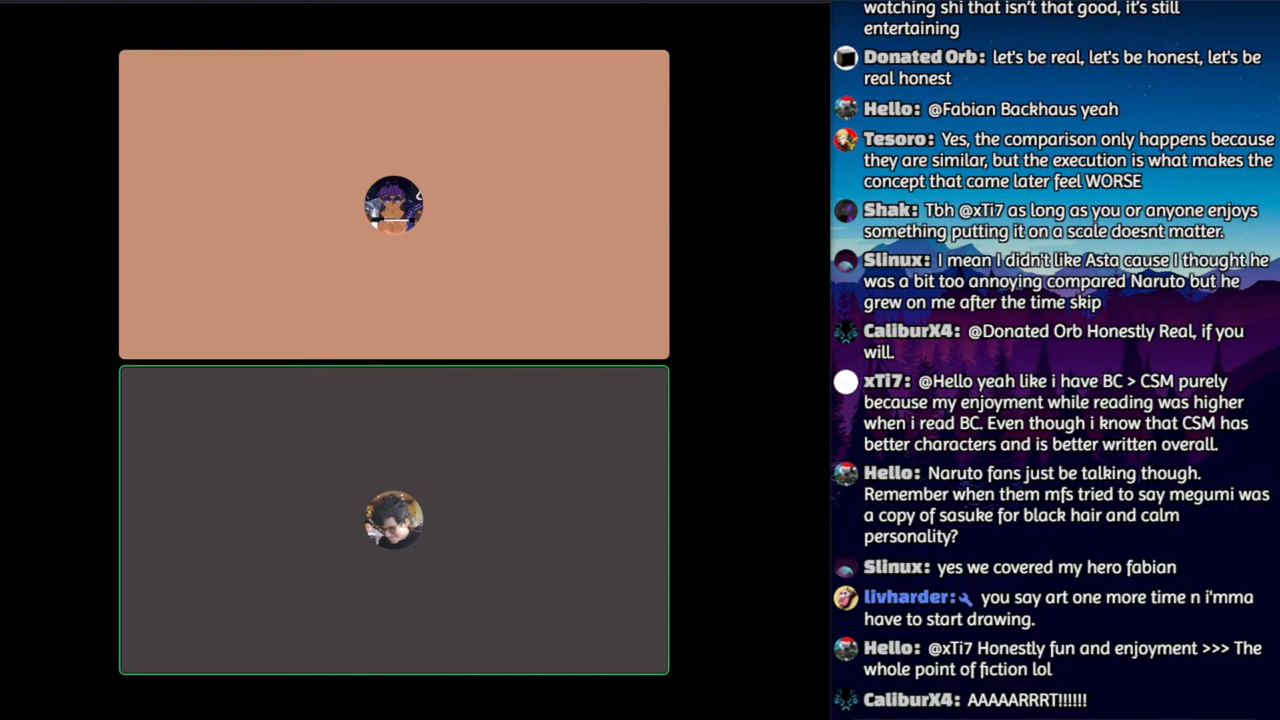 watching shi that isn't that good, it's still
entertaining
Donated Orb: let's be real, let's be honest, let's be
real honest
Hello: @Fabian Backhaus yeah
Tesoro: Yes, the comparison only happens because
they are similar, but the execution is what makes the
concept that came later feel WORSE
Shak: Tbh @xTi7 as long as you or anyone enjoys
something putting it on a scale doesnt matter.
Slinux: I mean I didn't like Asta cause I thought he
was a bit too annoying compared Naruto but he
grew on me after the time skip
CaliburX4: @Donated Orb Honestly Real, if you
will.
xTi7: @Hello yeah like i have BC > CSM purely
because my enjoyment while reading was higher
when i read BC. Even though i know that CSM has
better characters and is better written overall.
Hello: Naruto fans just be talking though.
Remember when them mfs tried to say megumi was
a copy of sasuke for black hair and calm
personality?
Slinux: yes we covered my hero fabian
livharder: you say art one more time n i'mma
have to start drawing.
Hello: @xTi7 Honestly fun and enjoyment >>> The
whole point of fiction lol
CaliburX4: AAAAARRRT!!!!!!